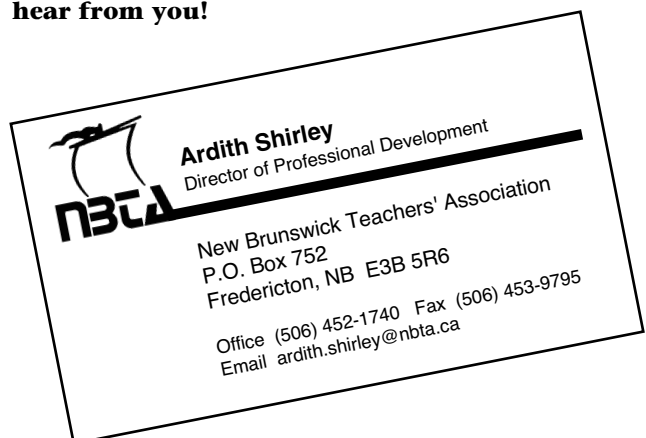 hear from you!
nbta
Ardith Shirley
Director of Professional Development
New Brunswick Teachers' Association
P.O. Box 752
Fredericton, NB E3B 5R6
Office (506) 452-1740 Fax (506) 453-9795
Email ardith.shirley@nbta.ca